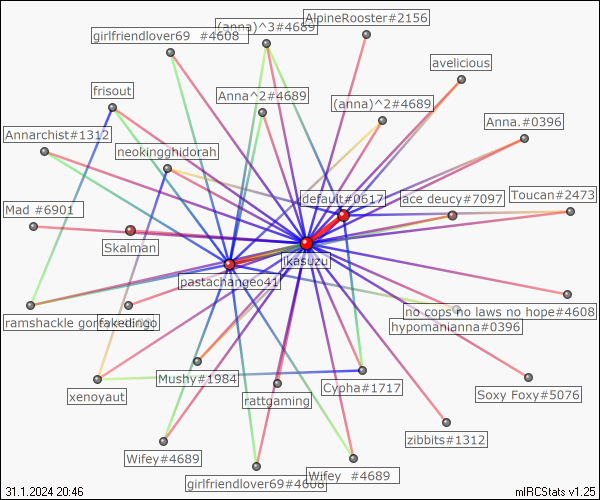 AlpineRooster#2156
(anna)^3#4689
girlfriendlover69 #4608
avelicious
frisout
Anna^2#4689
(anna)^2#4689
Anna.#0396
Annarchist#1312
neokingghidorah
Toucan#2473
ace deucy#7097
default#0617
Mad #6901
Skalman
ikasuzu
pastachangeo41
no cops no laws no hope#4608
ramshackle
hypomanianna#0396
Mushy#1984
Cypha#1717
Soxy Foxy#5076
xenoyaut
rattgaming
zibbits#1312
Wifey#4689
Wifey #4689
girlfriendlover69#4608
31.1.2024 20:46
mIRCStats v1.25